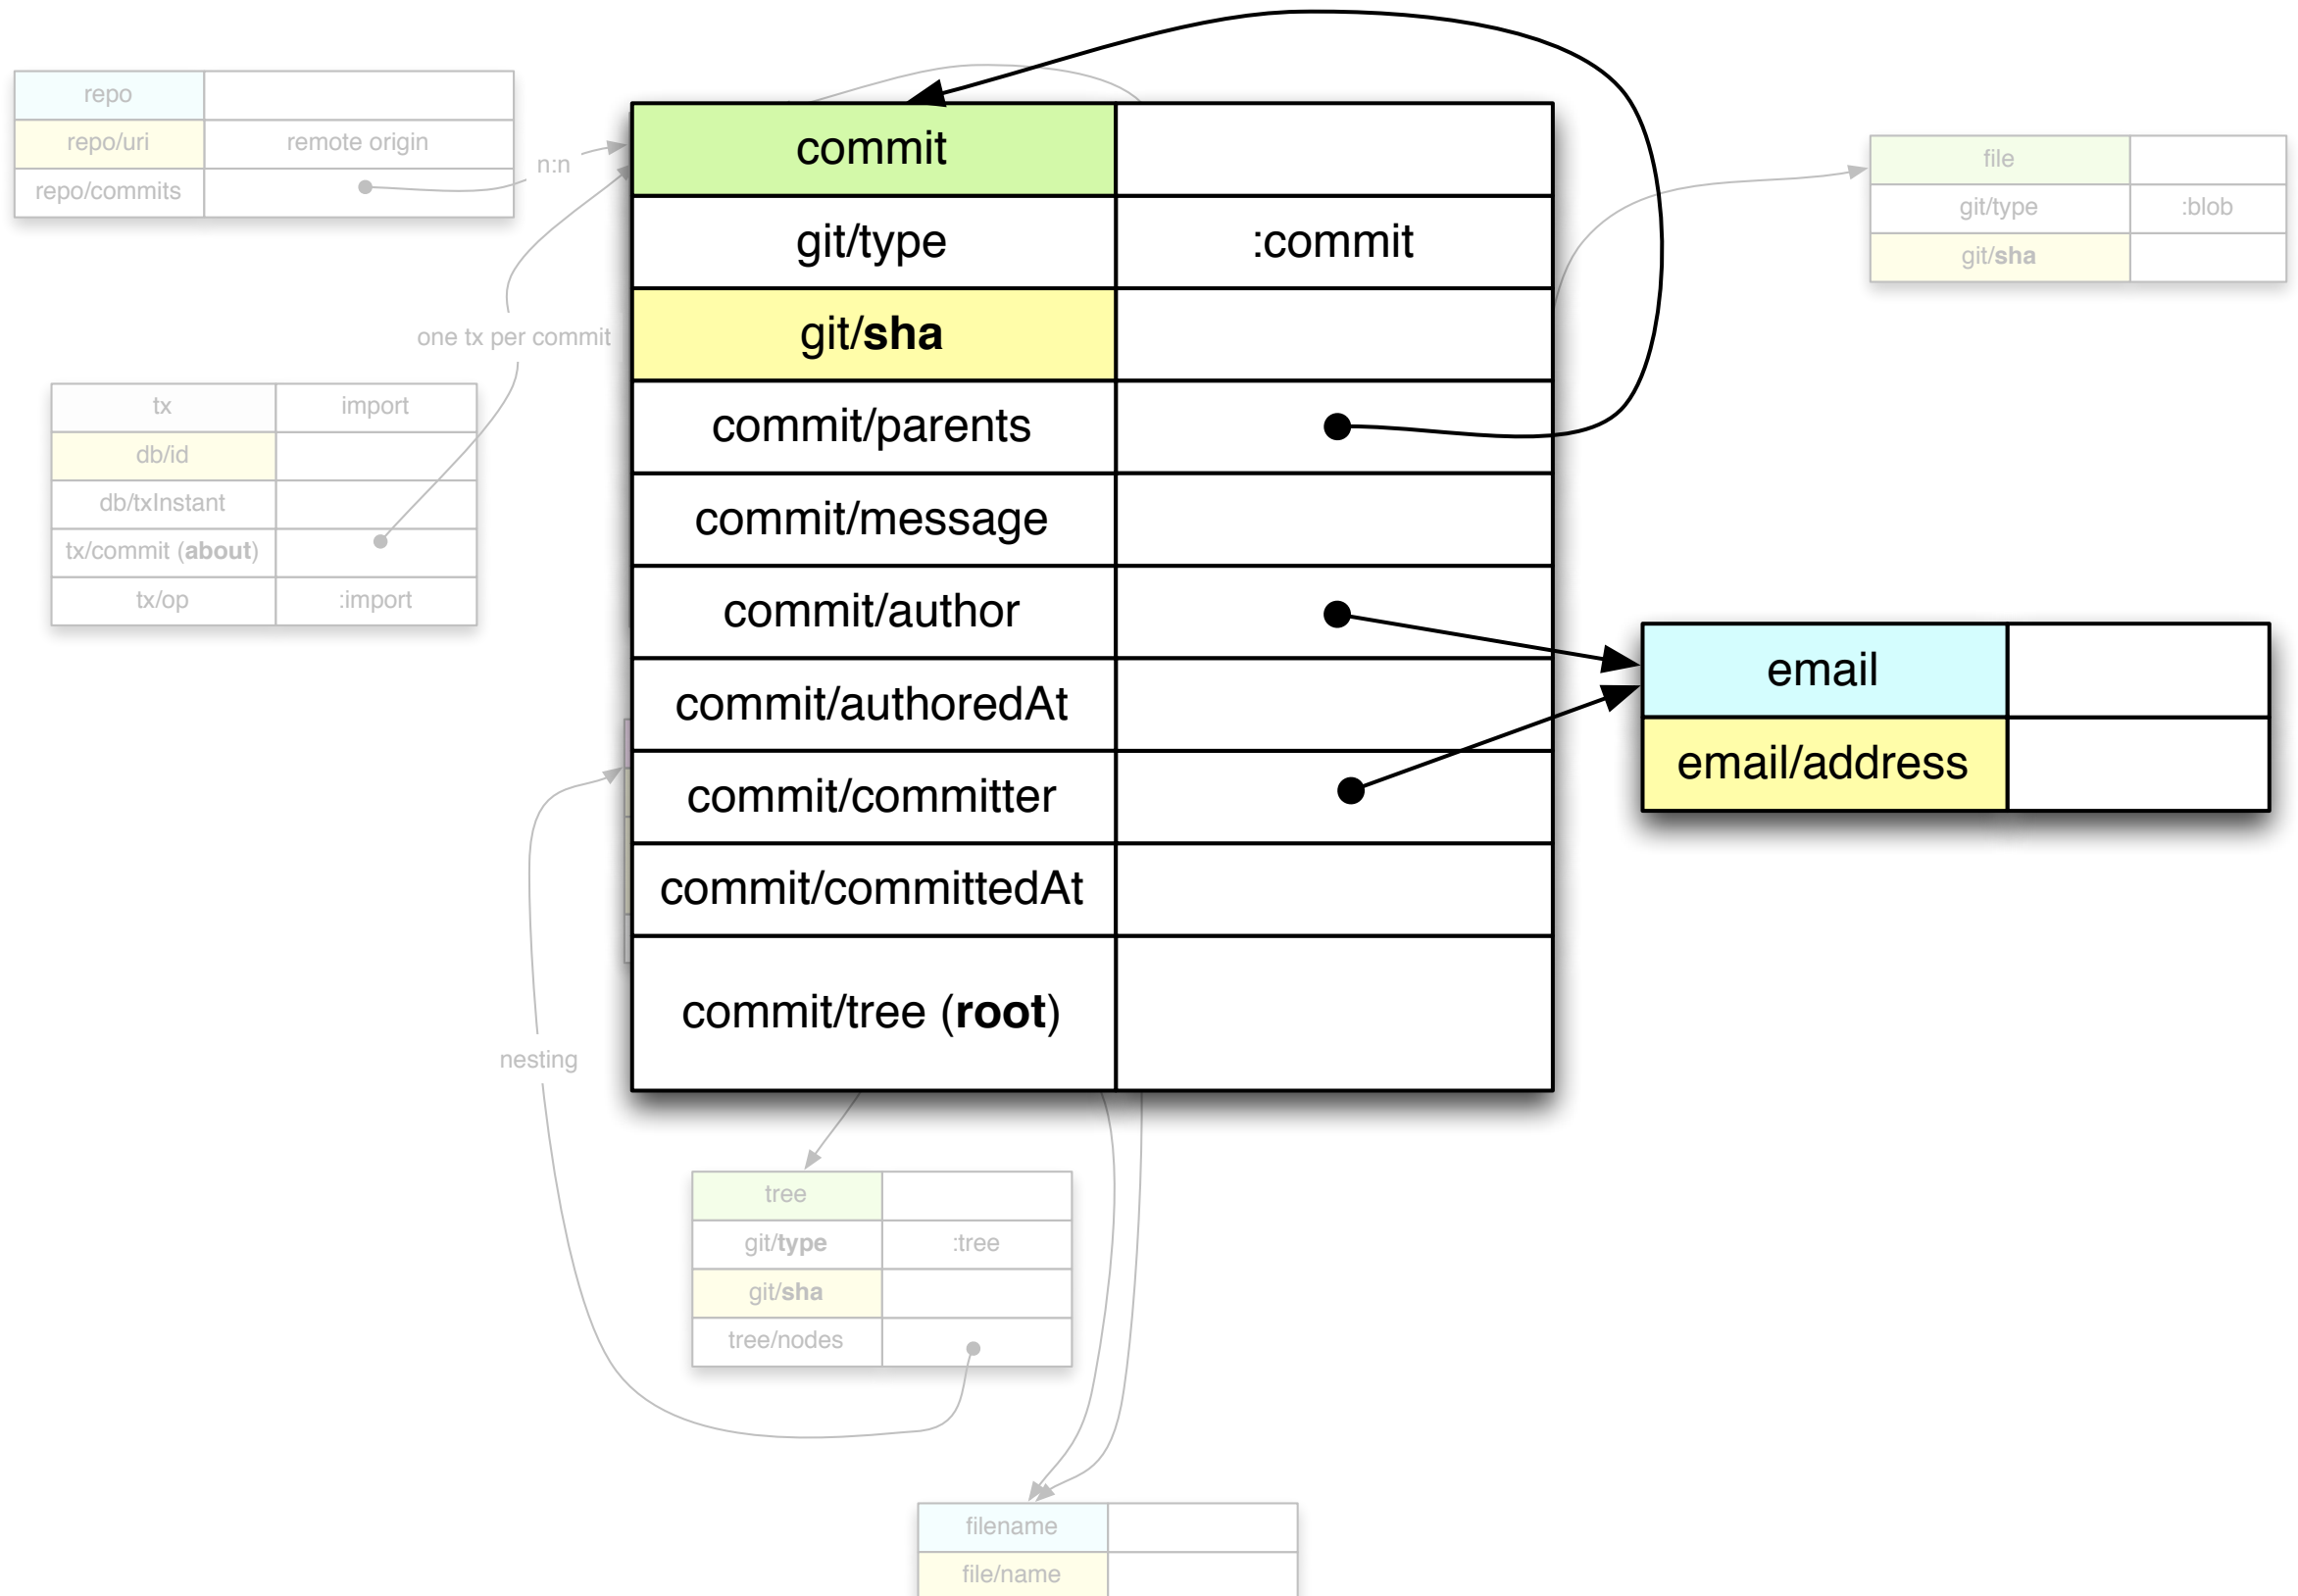 repo
repo/uri remote origin
repo/commits
n:n
one tx per commit
tx import
db/id
db/txInstant
tx/commit (about)
tx/op :import
commit
git/type :commit
git/sha
commit/parents
commit/message
commit/author
commit/authoredAt
commit/committer
commit/committedAt
commit/tree (root)
file
git/type :blob
git/sha
email
email/address
nesting
tree
git/type :tree
git/sha
tree/nodes
filename
file/name